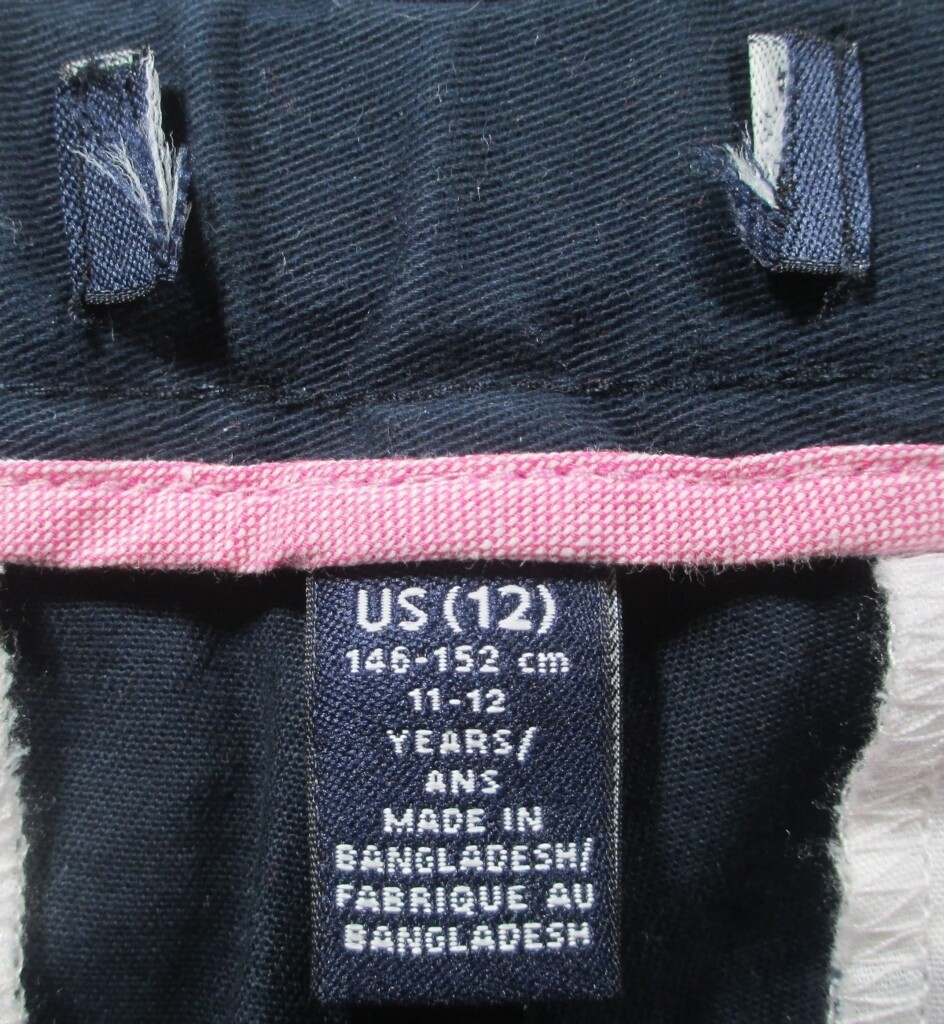 US (12)
146-152 cm
11-12
YEARS/
ANS
MADE IN
BANGLADESH/
FABRIQUE AU
BANGLADESH